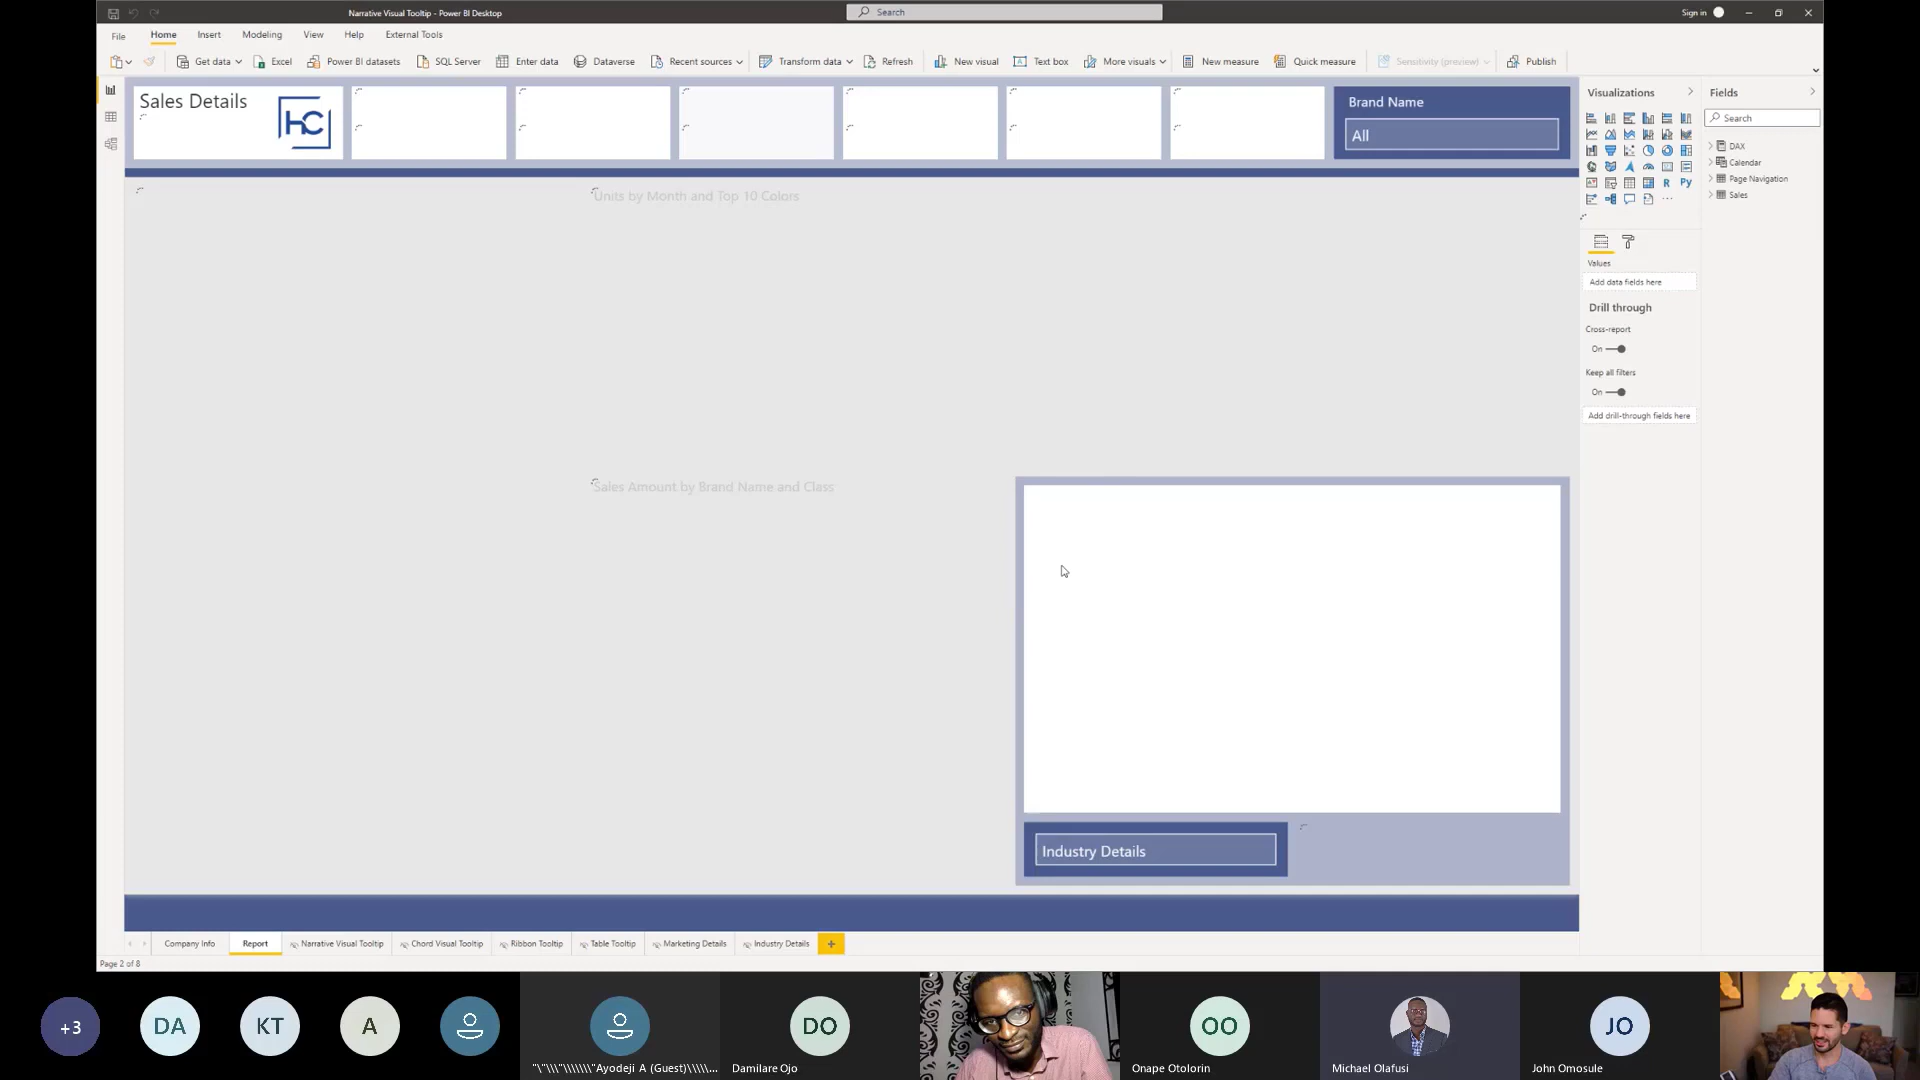 Narrative Visual Tooltip - Power BI Desktop
Search
Sign in
File
Home
Insert
Modeling
View
Help
External Tools
Get data
Excel
Power BI datasets
SQL Server
Enter data
Dataverse
Recent sources
Transform data
Refresh
New visual
Text box
More visuals
New measure
Quick measure
Sensitivity (preview)
Publish
Sales Details
HC
Brand Name
All
Units by Month and Top 10 Colors
Sales Amount by Brand Name and Class
Industry Details
Visualizations
R
Py
Values
Add data fields here
Drill through
Cross-report
On
Keep all filters
On
Add drill-through fields here
Fields
Search
DAX
Calendar
Page Navigation
Sales
Company Info
Report
Narrative Visual Tooltip
Chord Visual Tooltip
Ribbon Tooltip
Table Tooltip
Marketing Details
Industry Details
+
Page 2 of 8
+3
DA
KT
A
"\"\\\"\\\\\\\"Ayodeji A (Guest)\\\\\...
DO
Damilare Ojo
OO
Onape Otolorin
Michael Olafusi
JO
John Omosule